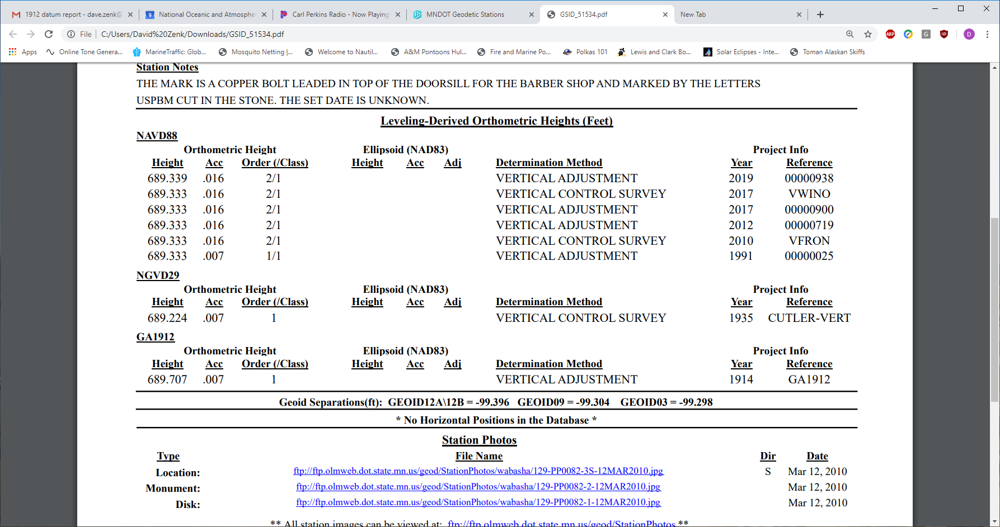 1912 datum report - dave.zenk@
National Oceanic and Atmospher
Carl Perkins Radio - Now Playing
MNDOT Geodetic Stations
GSID_51534.pdf
New Tab
File
C:/Users/David%20Zenk/Downloads/GSID_51534.pdf
ABP
G
D
Apps
Online Tone Genera...
MarineTraffic: Glob...
Mosquito Netting |...
Welcome to Nautil...
A&M Pontoons Hul...
Fire and Marine Po...
Polkas 101
Lewis and Clark Bo...
Solar Eclipses - Inte...
Toman Alaskan Skiffs
Station Notes
THE MARK IS A COPPER BOLT LEADED IN TOP OF THE DOORSILL FOR THE BARBER SHOP AND MARKED BY THE LETTERS
USPBM CUT IN THE STONE. THE SET DATE IS UNKNOWN.
Leveling-Derived Orthometric Heights (Feet)
NAVD88
Orthometric Height Ellipsoid (NAD83) Project Info
Height Acc Order (/Class) Height Acc Adj Determination Method Year Reference
689.339 .016 2/1 VERTICAL ADJUSTMENT 2019 00000938
689.333 .016 2/1 VERTICAL CONTROL SURVEY 2017 VWINO
689.333 .016 2/1 VERTICAL ADJUSTMENT 2017 00000900
689.333 .016 2/1 VERTICAL ADJUSTMENT 2012 00000719
689.333 .016 2/1 VERTICAL CONTROL SURVEY 2010 VFRON
689.333 .007 1/1 VERTICAL ADJUSTMENT 1991 00000025
NGVD29
Orthometric Height Ellipsoid (NAD83) Project Info
Height Acc Order (/Class) Height Acc Adj Determination Method Year Reference
689.224 .007 1 VERTICAL CONTROL SURVEY 1935 CUTLER-VERT
GA1912
Orthometric Height Ellipsoid (NAD83) Project Info
Height Acc Order (/Class) Height Acc Adj Determination Method Year Reference
689.707 .007 1 VERTICAL ADJUSTMENT 1914 GA1912
Geoid Separations(ft): GEOID12A\12B = -99.396 GEOID09 = -99.304 GEOID03 = -99.298
* No Horizontal Positions in the Database *
Station Photos
Type File Name Dir Date
Location: ftp://ftp.olmweb.dot.state.mn.us/geod/StationPhotos/wabasha/129-PP0082-3S-12MAR2010.jpg S Mar 12, 2010
Monument: ftp://ftp.olmweb.dot.state.mn.us/geod/StationPhotos/wabasha/129-PP0082-2-12MAR2010.jpg Mar 12, 2010
Disk: ftp://ftp.olmweb.dot.state.mn.us/geod/StationPhotos/wabasha/129-PP0082-1-12MAR2010.jpg Mar 12, 2010
** All station images can be viewed at: ftp://ftp.olmweb.dot.state.mn.us/geod/StationPhotos **